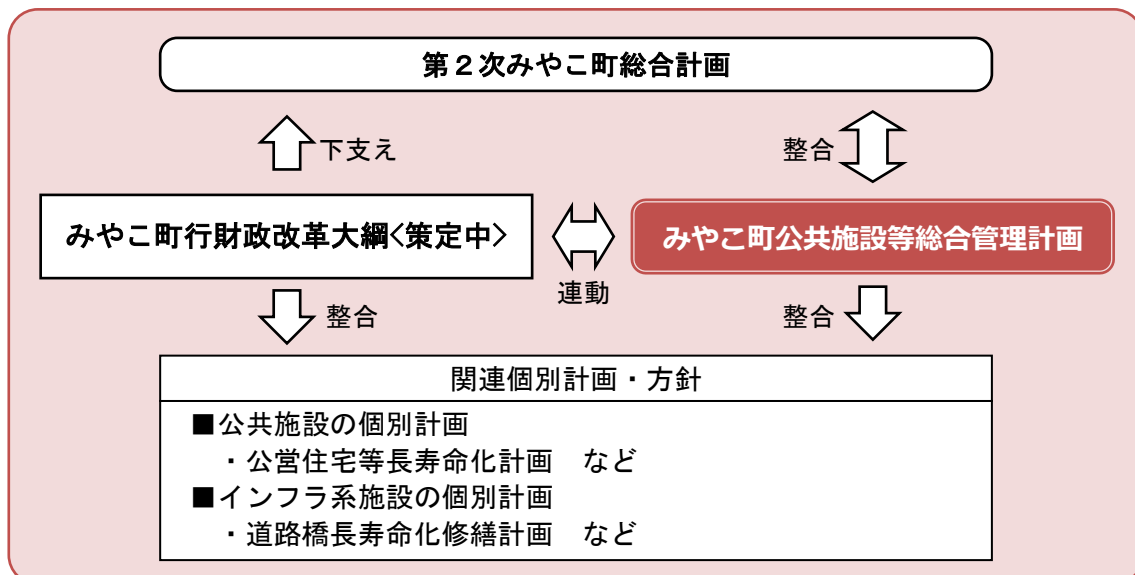 第２次みやこ町総合計画
下支え
整合
みやこ町行財政改革大綱<策定中>
みやこ町公共施設等総合管理計画
連動
整合
整合
関連個別計画・方針
■公共施設の個別計画
・公営住宅等長寿命化計画　など
■インフラ系施設の個別計画
・道路橋長寿命化修繕計画　など